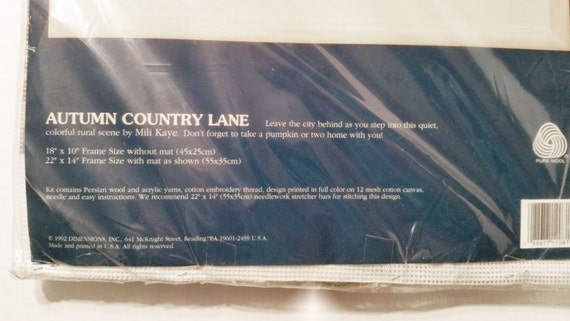 AUTUMN COUNTRY LANE Leave the city behind as you step into this quiet,
colorful rural scene by Mili Kaye. Don't forget to take a pumpkin or two home with you!
18" x 10" Frame Size without mat (45x25cm)
22" x 14" Frame Size with mat as shown (55x35cm)
PURE WOOL
Kit contains Persian wool and acrylic yarns, cotton embroidery thread, design printed in full color on 12 mesh cotton canvas,
needle and easy instructions. We recommend 22" x 14" (55x35cm) needlework stretcher bars for stitching this design.
© 1992 DIMENSIONS, INC., 641 McKnight Street, Reading, PA 19601-2499 U.S.A.
Made and printed in U.S.A. All rights reserved.